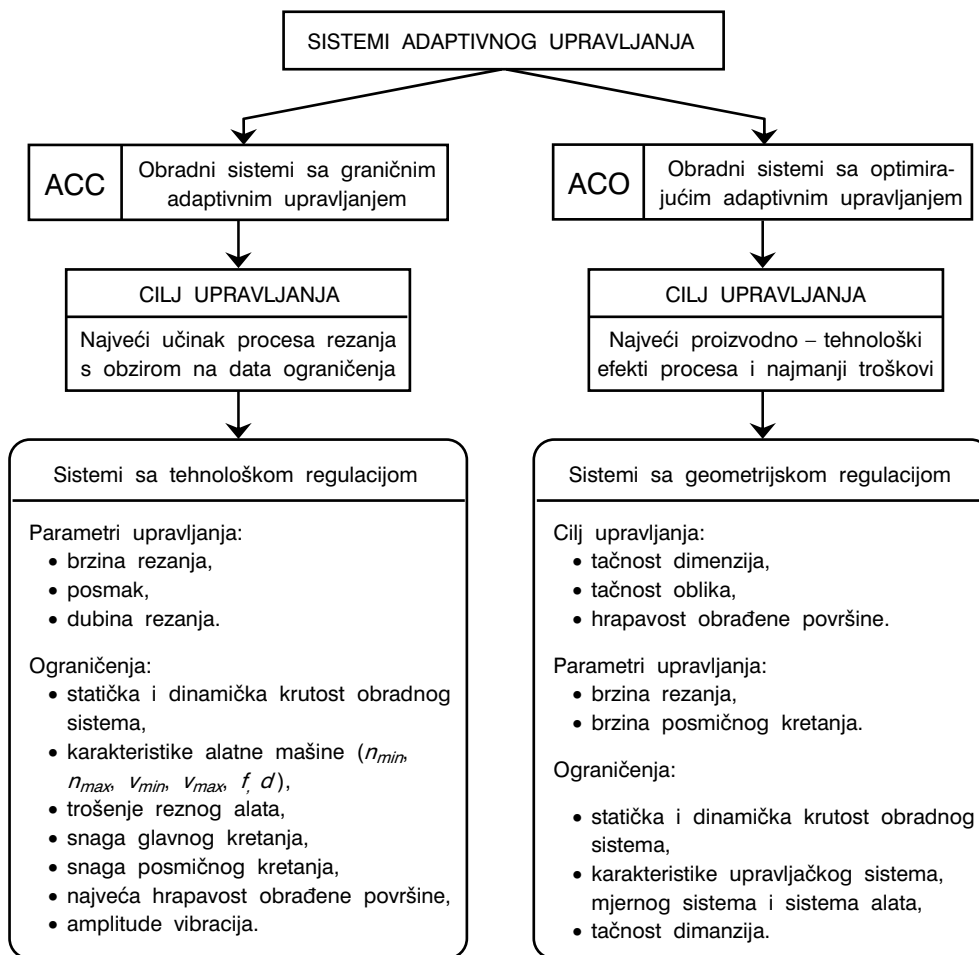 SISTEMI ADAPTIVNOG UPRAVLJANJA
ACC
Obradni sistemi sa graničnim
adaptivnim upravljanjem
CILJ UPRAVLJANJA
Najveći učinak procesa rezanja
s obzirom na data ograničenja
Sistemi sa tehnološkom regulacijom
Parametri upravljanja:
• brzina rezanja,
• posmak,
• dubina rezanja.
Ograničenja:
• statička i dinamička krutost obradnog
sistema,
• karakteristike alatne mašine (n_min,
n_max, v_min, v_max, f, d),
• trošenje reznog alata,
• snaga glavnog kretanja,
• snaga posmičnog kretanja,
• najveća hrapavost obrađene površine,
• amplitude vibracija.
ACO
Obradni sistemi sa optimira-
jućim adaptivnim upravljanjem
CILJ UPRAVLJANJA
Najveći proizvodno – tehnološki
efekti procesa i najmanji troškovi
Sistemi sa geometrijskom regulacijom
Cilj upravljanja:
• tačnost dimenzija,
• tačnost oblika,
• hrapavost obrađene površine.
Parametri upravljanja:
• brzina rezanja,
• brzina posmičnog kretanja.
Ograničenja:
• statička i dinamička krutost obradnog
sistema,
• karakteristike upravljačkog sistema,
mjernog sistema i sistema alata,
• tačnost dimanzija.